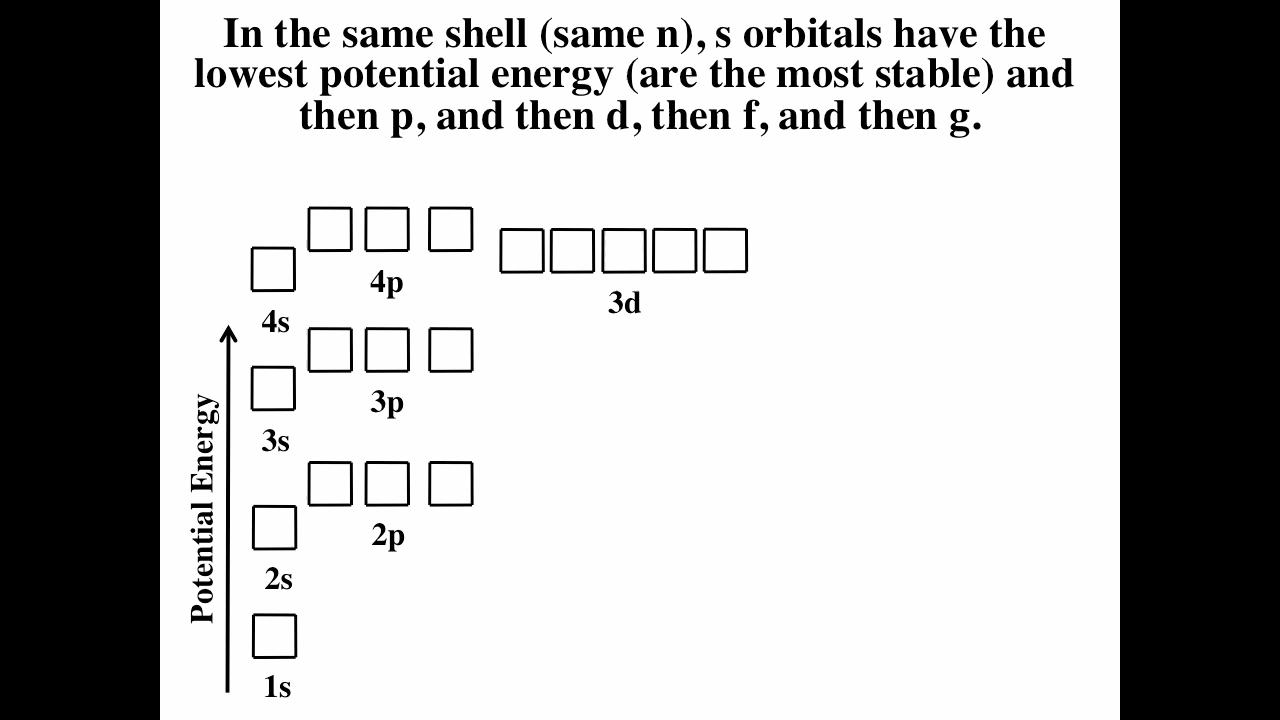 In the same shell (same n), s orbitals have the
lowest potential energy (are the most stable) and
then p, and then d, then f, and then g.
4p
3d
4s
3p
3s
Potential Energy
2p
2s
1s